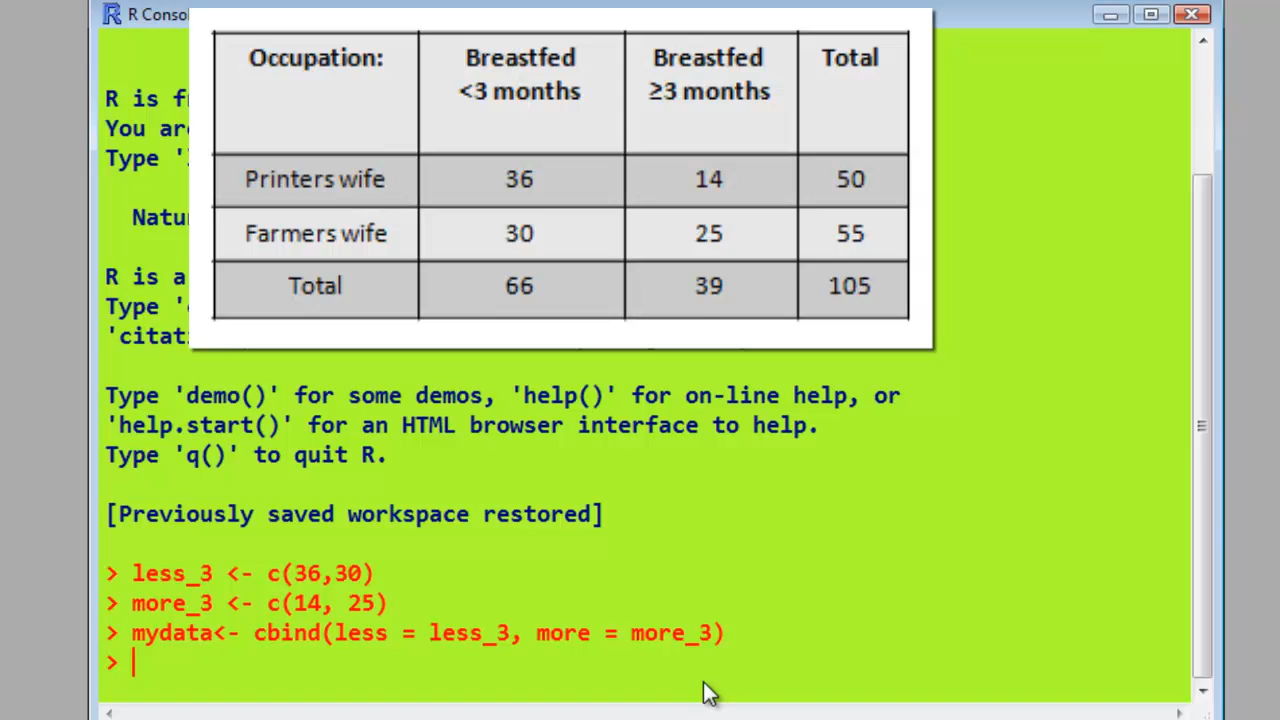 R Conso
Occupation: Breastfed <3 months Breastfed ≥3 months Total
Printers wife 36 14 50
Farmers wife 30 25 55
Total 66 39 105
R is f
You are
Type '
Natu
R is a
Type '
'citat
Type 'demo()' for some demos, 'help()' for on-line help, or
'help.start()' for an HTML browser interface to help.
Type 'q()' to quit R.
[Previously saved workspace restored]
> less_3 <- c(36,30)
> more_3 <- c(14, 25)
> mydata<- cbind(less = less_3, more = more_3)
>